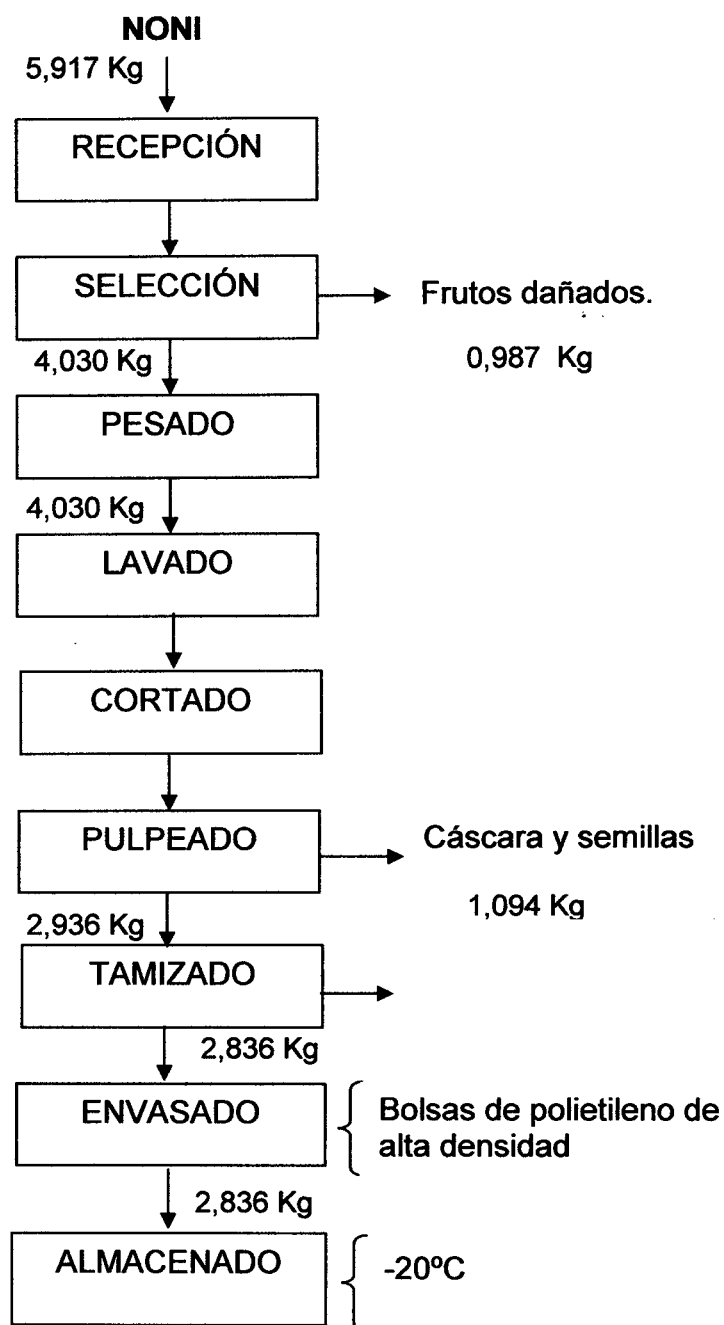 NONI
5,917 Kg
RECEPCIÓN
SELECCIÓN
Frutos dañados.
4,030 Kg
0,987 Kg
PESADO
4,030 Kg
LAVADO
CORTADO
PULPEADO
Cáscara y semillas
2,936 Kg
1,094 Kg
TAMIZADO
2,836 Kg
ENVASADO
Bolsas de polietileno de
alta densidad
2,836 Kg
ALMACENADO
-20ºC